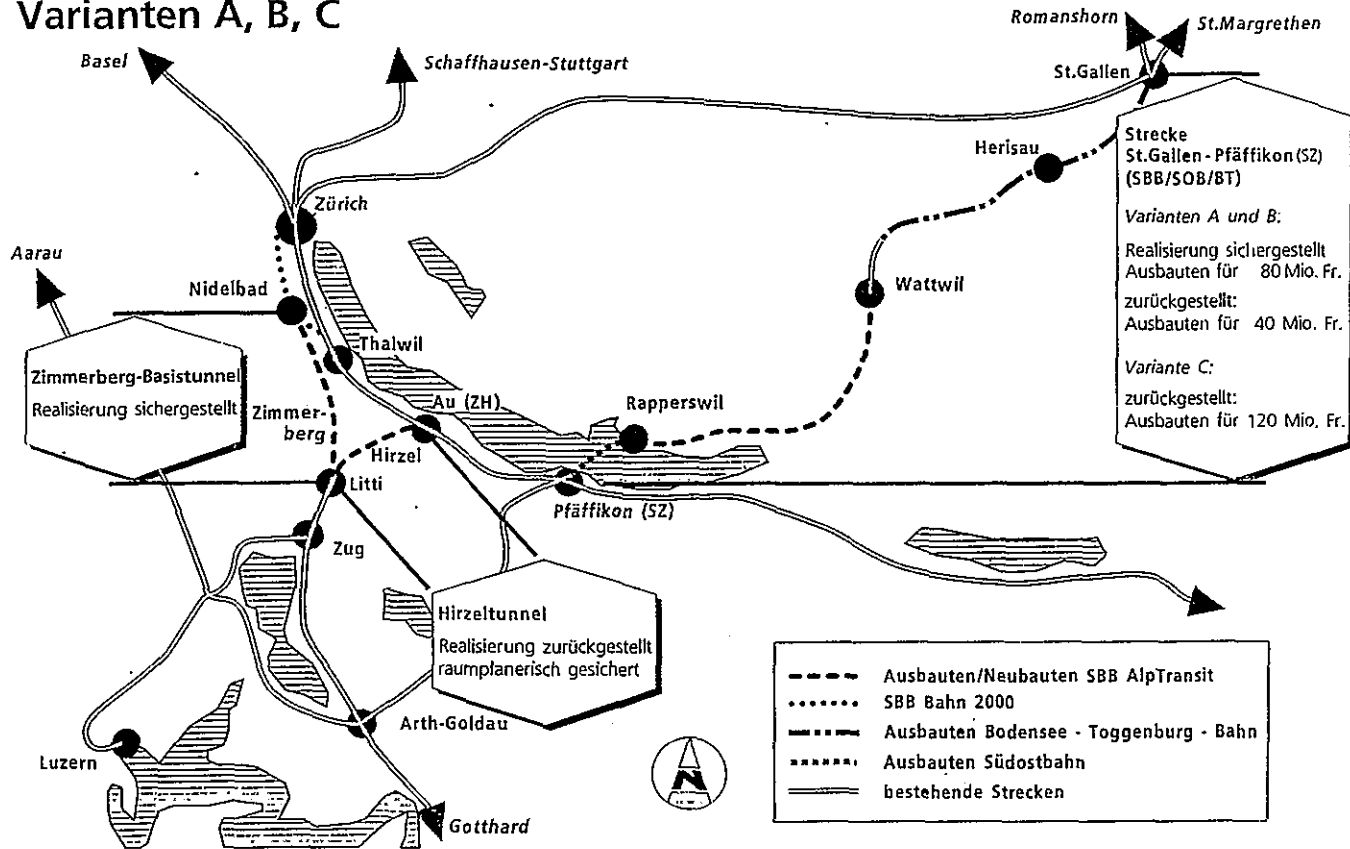 Varianten A, B, C
Romanshorn
St.Margrethen
Basel
Schaffhausen-Stuttgart
St.Gallen
Herisau
Zürich
Aarau
Nidelbad
Wattwil
Thalwil
Au (ZH)
Rapperswil
Zimmer-
berg
Hirzel
Litti
Pfäffikon (SZ)
Zug
Arth-Goldau
Luzern
Gotthard
Strecke
St.Gallen-Pfäffikon(SZ)
(SBB/SOB/BT)
Varianten A und B:
Realisierung sichergestellt
Ausbauten für 80 Mio. Fr.
zurückgestellt:
Ausbauten für 40 Mio. Fr.
Variante C:
zurückgestellt:
Ausbauten für 120 Mio. Fr.
Zimmerberg-Basistunnel
Realisierung sichergestellt
Hirzeltunnel
Realisierung zurückgestellt
raumplanerisch gesichert
N
Ausbauten/Neubauten SBB AlpTransit
SBB Bahn 2000
Ausbauten Bodensee - Toggenburg - Bahn
Ausbauten Südostbahn
bestehende Strecken